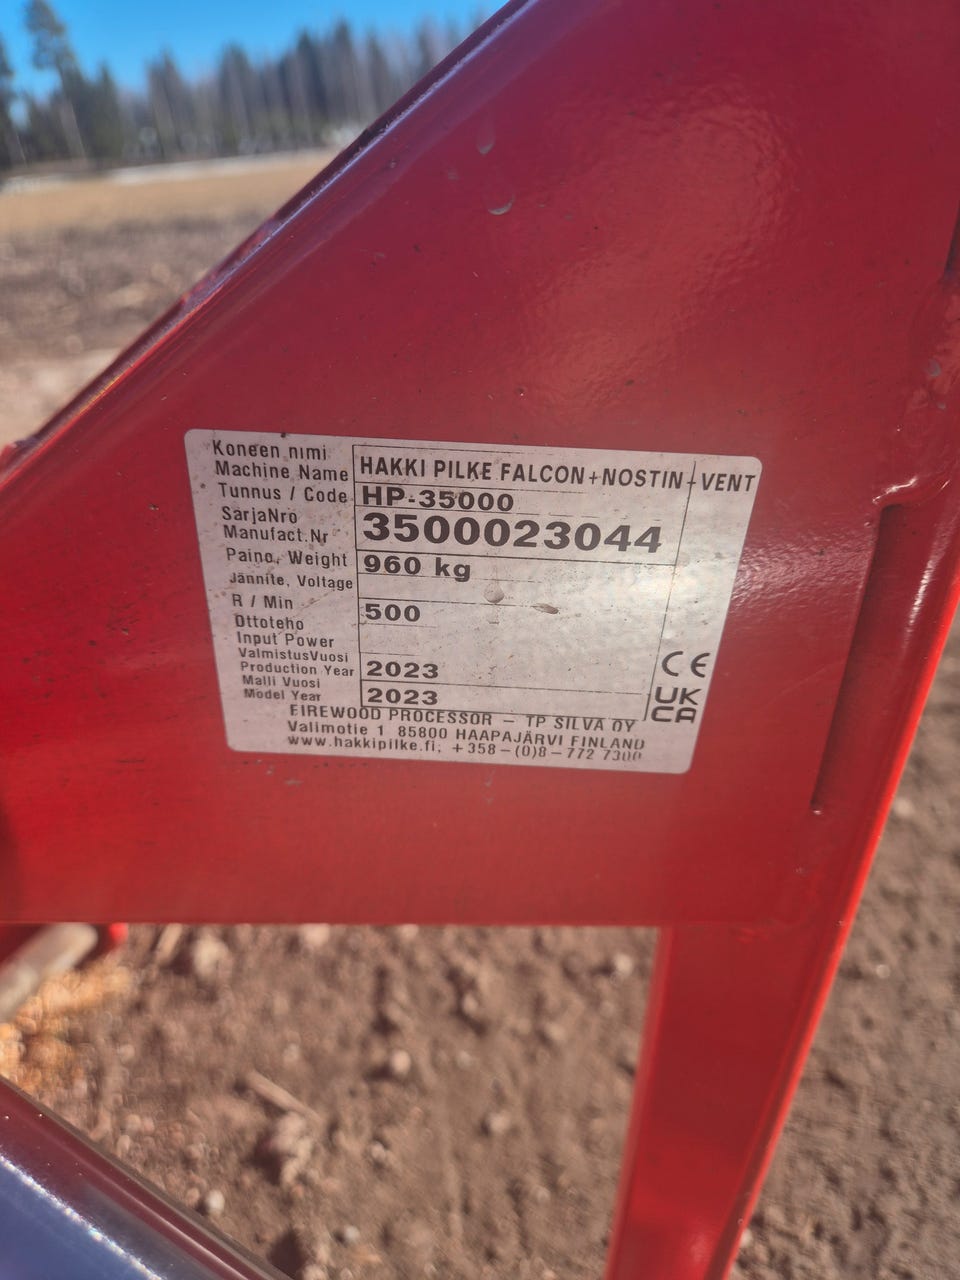 Koneen nimi
Machine Name HAKKI PILKE FALCON+NOSTIN+VENT
Tunnus / Code HP-35000
SarjaNro
Manufact.Nr 3500023044
Paino, Weight 960 kg
Jännite, Voltage
R / Min 500
Ottoteho
Input Power
ValmistusVuosi
Production Year 2023
Malli Vuosi
Model Year 2023
CE
UK
CA
FIREWOOD PROCESSOR – TP SILVA OY
Valimotie 1 85800 HAAPAJÄRVI FINLAND
www.hakkipilke.fi; +358–(0)8–772 7300